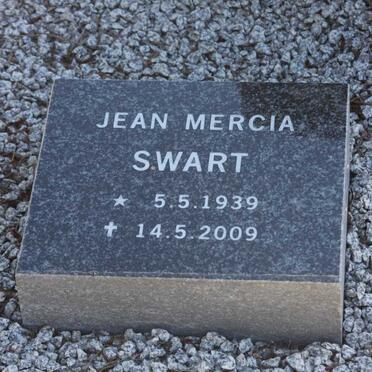 JEAN MERCIA
SWART
★ 5.5.1939
✝ 14.5.2009